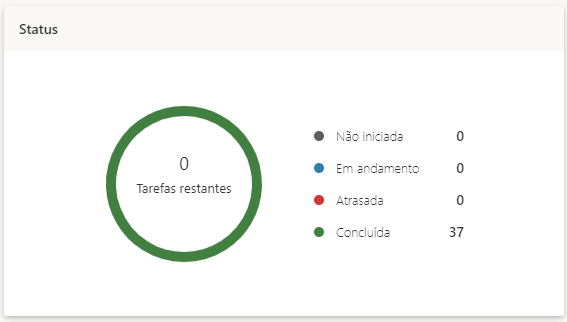 Status
0
Tarefas restantes
Não iniciada 0
Em andamento 0
Atrasada 0
Concluída 37